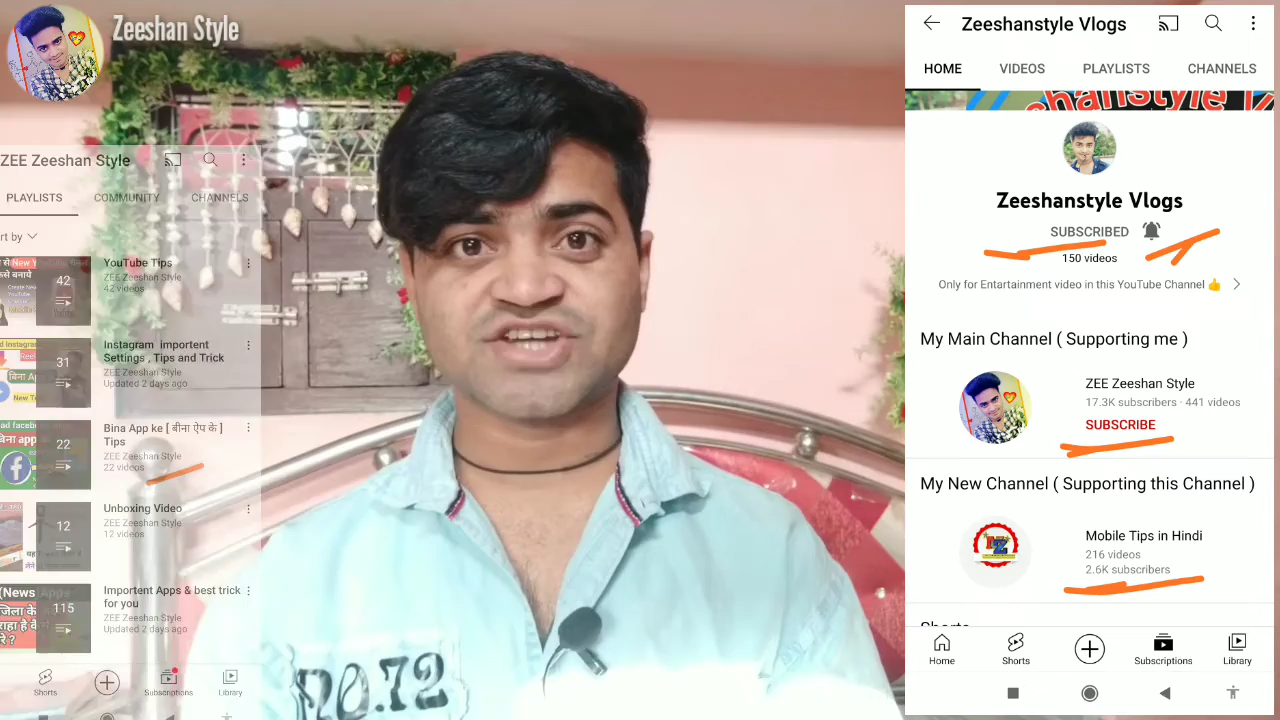 Zeeshan Style
ZEE Zeeshan Style
PLAYLISTS COMMUNITY CHANNELS
rt by
42
YouTube Tips
ZEE Zeeshan Style
42 videos
31
Instagram importent
Settings , Tips and Trick
ZEE Zeeshan Style
Updated 2 days ago
22
Bina App ke [ बीना ऐप के ]
Tips
ZEE Zeeshan Style
22 videos
12
Unboxing Video
ZEE Zeeshan Style
12 videos
115
Importent Apps & best trick
for you
ZEE Zeeshan Style
Updated 2 days ago
Shorts Subscriptions Library
NO.72
Zeeshanstyle Vlogs
HOME VIDEOS PLAYLISTS CHANNELS
hanstyle
Zeeshanstyle Vlogs
SUBSCRIBED
150 videos
Only for Entartainment video in this YouTube Channel 👍
My Main Channel ( Supporting me )
ZEE Zeeshan Style
17.3K subscribers · 441 videos
SUBSCRIBE
My New Channel ( Supporting this Channel )
Mobile Tips in Hindi
216 videos
2.6K subscribers
Shorts
Home Shorts Subscriptions Library